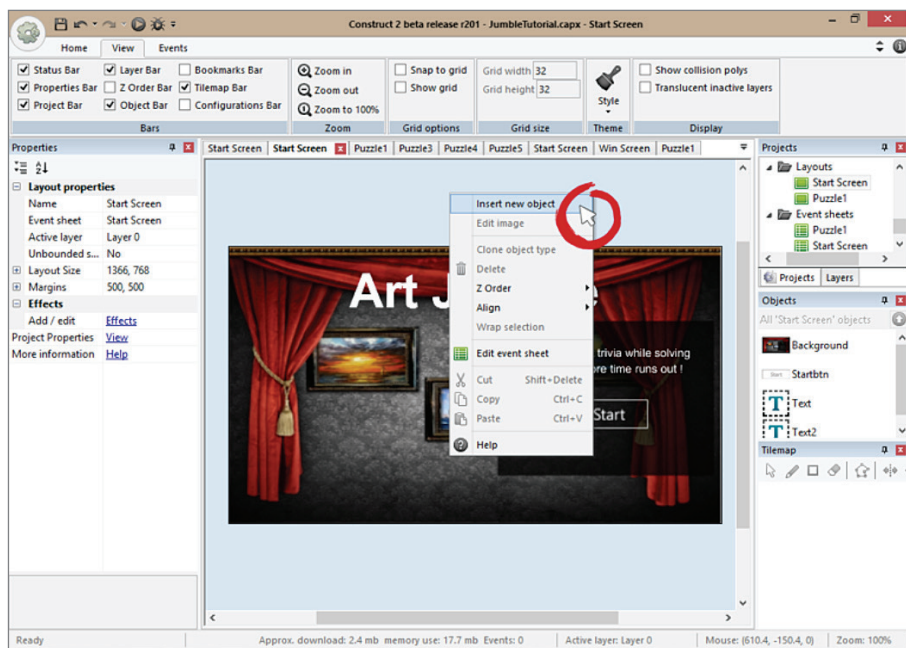 Construct 2 beta release r201 - JumbleTutorial.capx - Start Screen
Home View Events
Status Bar Layer Bar Bookmarks Bar
Properties Bar Z Order Bar Tilemap Bar
Project Bar Object Bar Configurations Bar
Bars
Zoom in
Zoom out
Zoom to 100%
Zoom
Snap to grid
Show grid
Grid options
Grid width 32
Grid height 32
Grid size
Style
Theme
Show collision polys
Translucent inactive layers
Display
Properties
Layout properties
Name Start Screen
Event sheet Start Screen
Active layer Layer 0
Unbounded s... No
Layout Size 1366, 768
Margins 500, 500
Effects
Add / edit Effects
Project Properties View
More information Help
Start Screen Start Screen Puzzle1 Puzzle3 Puzzle4 Puzzle5 Start Screen Win Screen Puzzle1
Art J e
trivia while solving
ore time runs out !
Start
Insert new object
Edit image
Clone object type
Delete
Z Order
Align
Wrap selection
Edit event sheet
Cut Shift+Delete
Copy Ctrl+C
Paste Ctrl+V
Help
Projects
Layouts
Start Screen
Puzzle1
Event sheets
Puzzle1
Start Screen
Projects Layers
Objects
All 'Start Screen' objects
Background
Start Startbtn
T Text
T Text2
Tilemap
Ready Approx. download: 2.4 mb memory use: 17.7 mb Events: 0 Active layer: Layer 0 Mouse: (610.4, -150.4, 0) Zoom: 100%